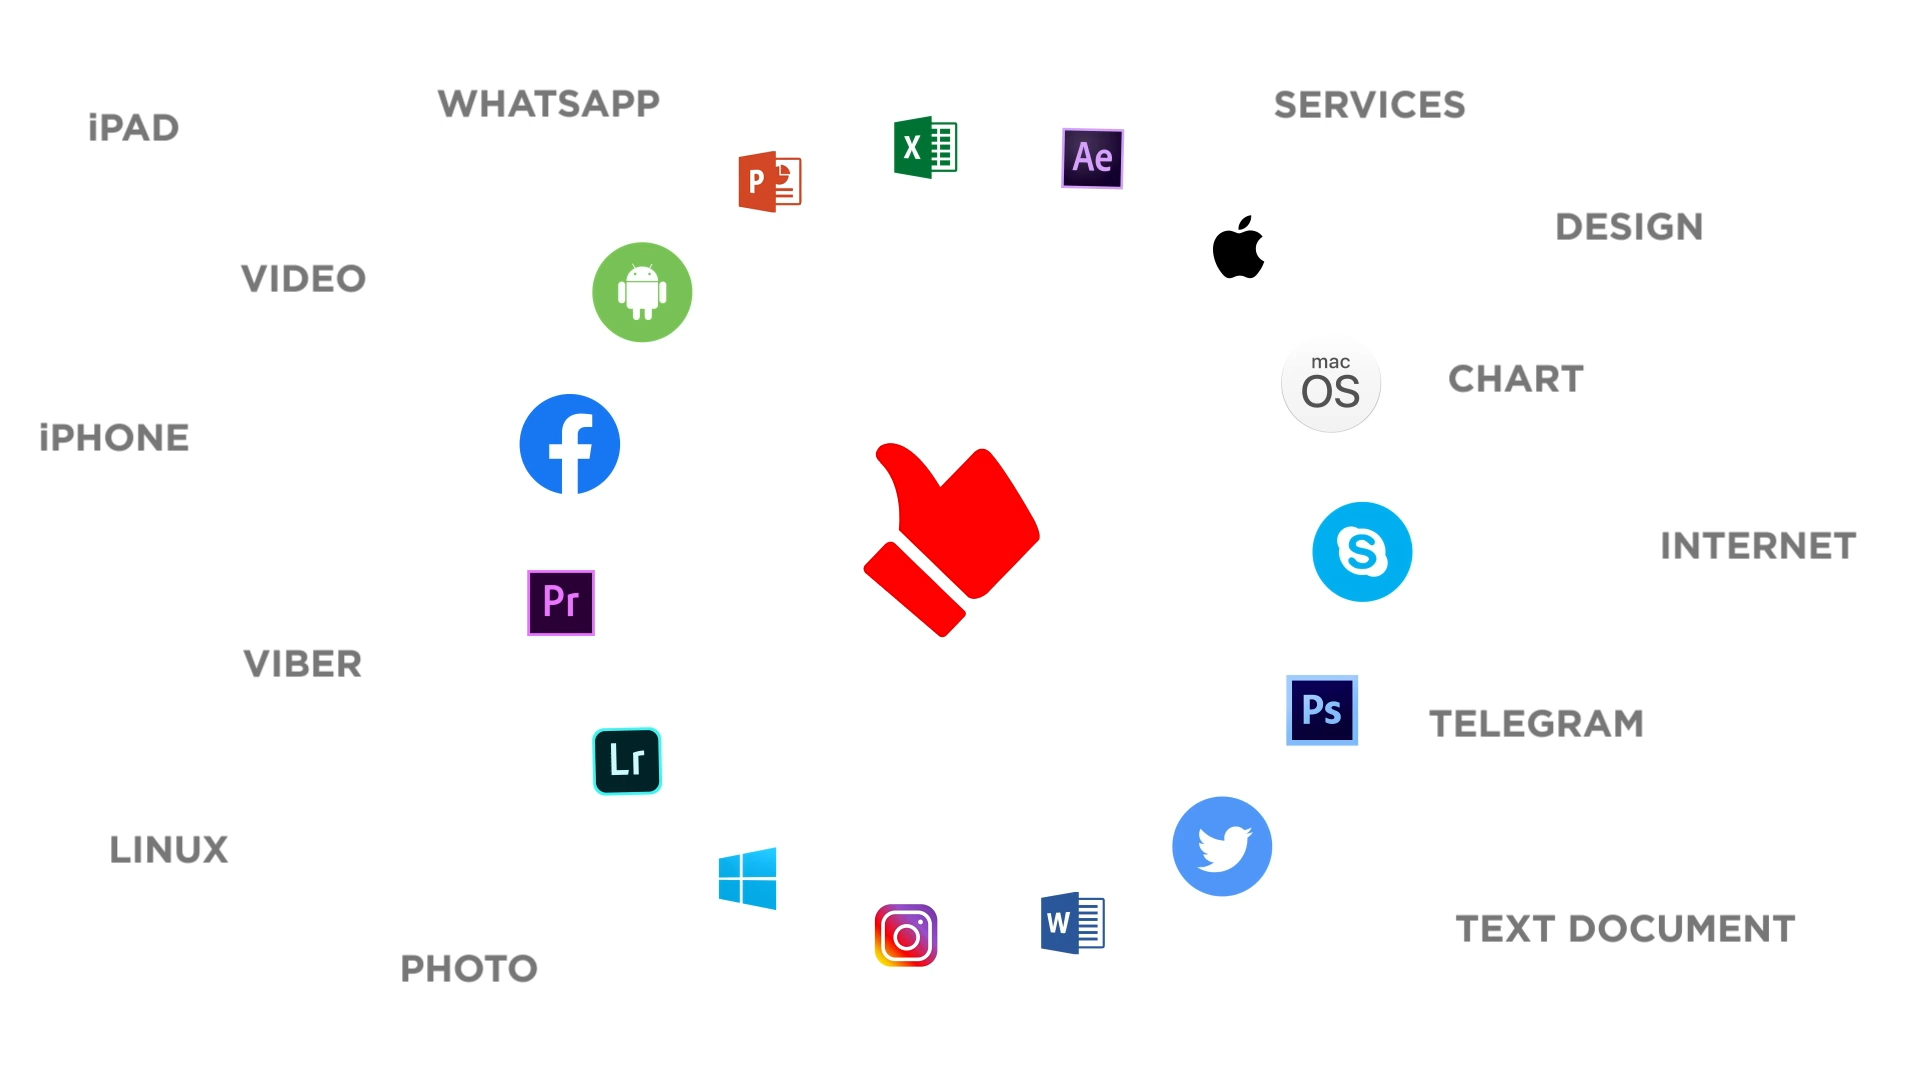 WHATSAPP
SERVICES
iPAD
X
Ae
P
DESIGN
VIDEO
mac
OS
CHART
iPHONE
f
S
INTERNET
Pr
VIBER
Ps
TELEGRAM
Lr
LINUX
W
TEXT DOCUMENT
PHOTO